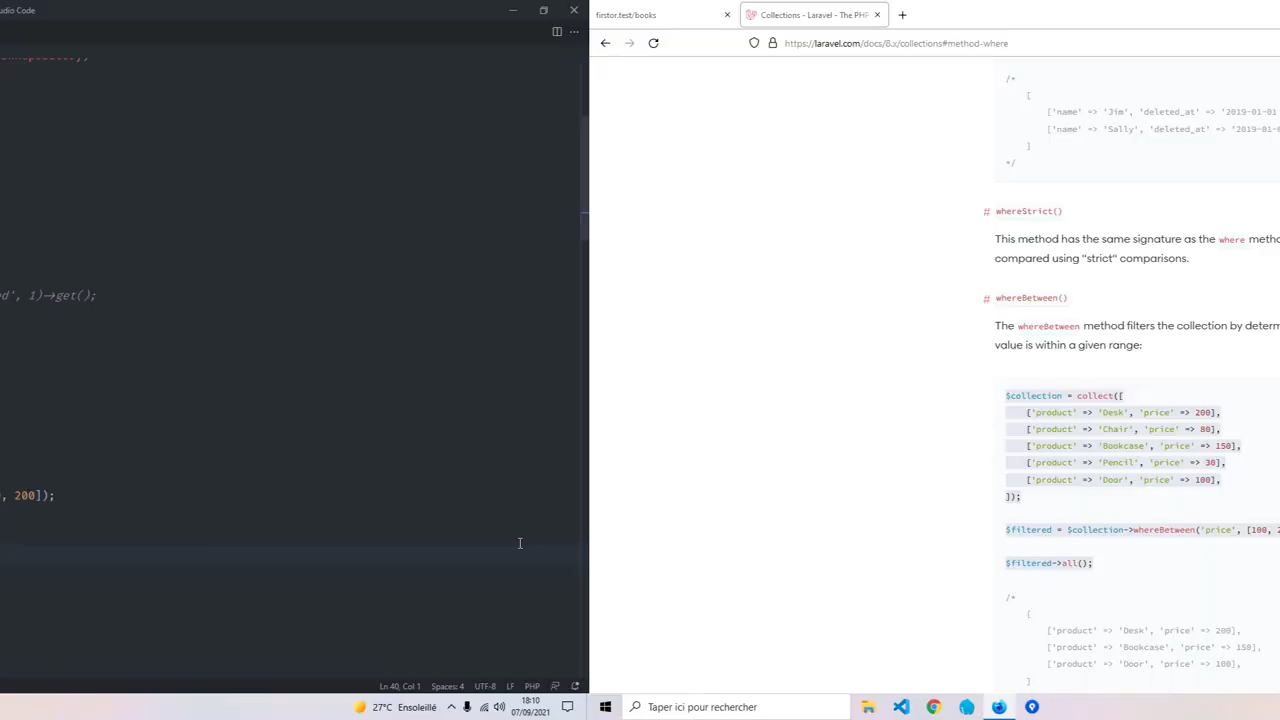 udio Code
d', 1)→get();
, 200]);
Ln 40, Col 1
Spaces: 4
UTF-8
LF
PHP
27°C Ensoleillé
18:10
07/09/2021
firstor.test/books
Collections - Laravel - The PHP
https://laravel.com/docs/8.x/collections#method-where
/*
[
['name' => 'Jim', 'deleted_at' => '2019-01-01
['name' => 'Sally', 'deleted_at' => '2019-01-
]
*/
# whereStrict()
This method has the same signature as the where
compared using "strict" comparisons.
# whereBetween()
The whereBetween method filters the collection by
value is within a given range:
$collection = collect([
['product' => 'Desk', 'price' => 200],
['product' => 'Chair', 'price' => 80],
['product' => 'Bookcase', 'price' => 150],
['product' => 'Pencil', 'price' => 30],
['product' => 'Door', 'price' => 100],
]);
$filtered = $collection->whereBetween('price', [100, 2
$filtered->all();
/*
[
['product' => 'Desk', 'price' => 200],
['product' => 'Bookcase', 'price' => 150],
['product' => 'Door', 'price' => 100],
]
Taper ici pour rechercher